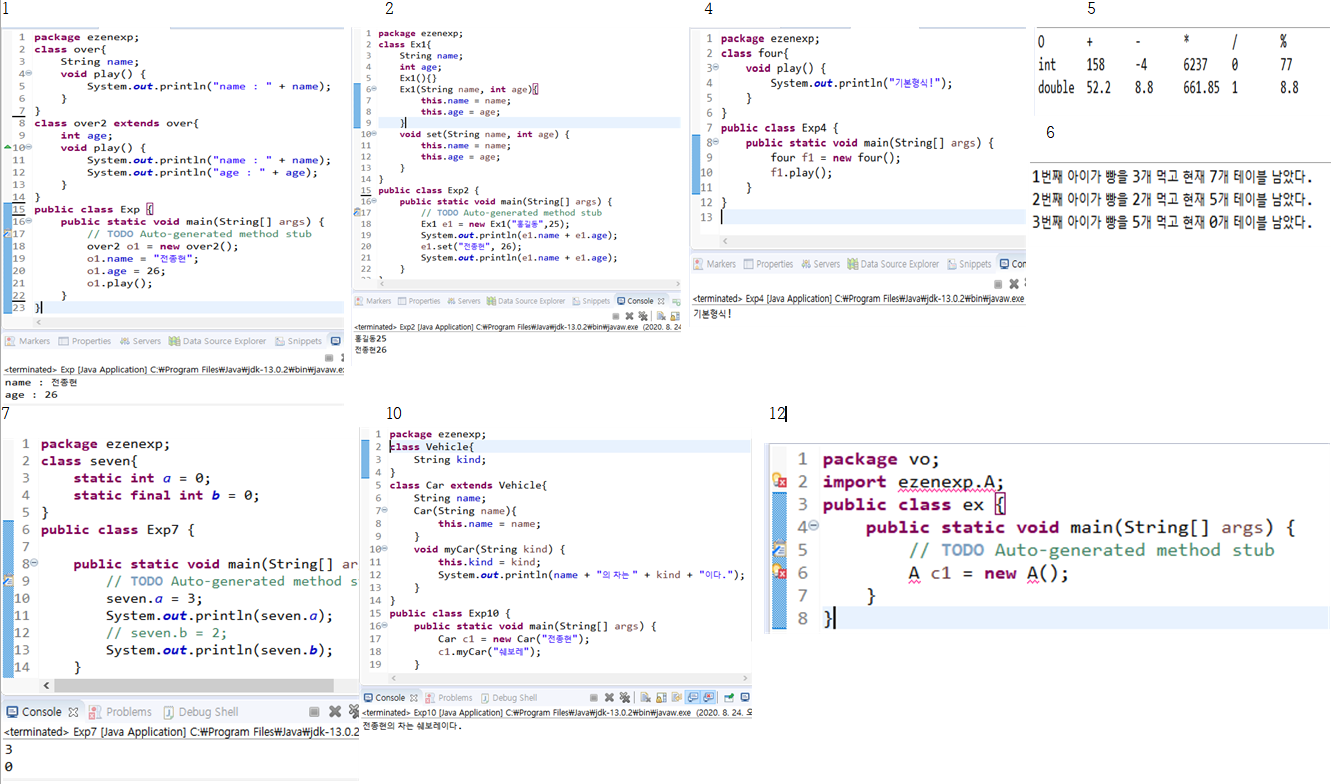 1
1 package ezenexp;
2 class over{
3 String name;
4 void play() {
5 System.out.println("name : " + name);
6 }
7 }
8 class over2 extends over{
9 int age;
10 void play() {
11 System.out.println("name : " + name);
12 System.out.println("age : " + age);
13 }
14 }
15 public class Exp {
16 public static void main(String[] args) {
17 // TODO Auto-generated method stub
18 over2 o1 = new over2();
19 o1.name = "전종현";
20 o1.age = 26;
21 o1.play();
22 }
23 }
Markers Properties Servers Data Source Explorer Snippets
<terminated> Exp [Java Application] C:₩Program Files₩Java₩jdk-13.0.2₩bin₩javaw.ex
name : 전종현
age : 26
2
1 package ezenexp;
2 class Ex1{
3 String name;
4 int age;
5 Ex1(){}
6 Ex1(String name, int age){
7 this.name = name;
8 this.age = age;
9 }
10 void set(String name, int age) {
11 this.name = name;
12 this.age = age;
13 }
14 }
15 public class Exp2 {
16 public static void main(String[] args) {
17 // TODO Auto-generated method stub
18 Ex1 e1 = new Ex1("홍길동",25);
19 System.out.println(e1.name + e1.age);
20 e1.set("전종현", 26);
21 System.out.println(e1.name + e1.age);
22 }
Markers Properties Servers Data Source Explorer Snippets Console
<terminated> Exp2 [Java Application] C:₩Program Files₩Java₩jdk-13.0.2₩bin₩javaw.exe (2020. 8. 24
홍길동25
전종현26
4
1 package ezenexp;
2 class four{
3 void play() {
4 System.out.println("기본형식!");
5 }
6 }
7 public class Exp4 {
8 public static void main(String[] args) {
9 four f1 = new four();
10 f1.play();
11 }
12 }
13
Markers Properties Servers Data Source Explorer Snippets Con
<terminated> Exp4 [Java Application] C:₩Program Files₩Java₩jdk-13.0.2₩bin₩javaw.exe
기본형식!
5
O + - * / %
int 158 -4 6237 0 77
double 52.2 8.8 661.85 1 8.8
6
1번째 아이가 빵을 3개 먹고 현재 7개 테이블 남았다.
2번째 아이가 빵을 2개 먹고 현재 5개 테이블 남았다.
3번째 아이가 빵을 5개 먹고 현재 0개 테이블 남았다.
7
1 package ezenexp;
2 class seven{
3 static int a = 0;
4 static final int b = 0;
5 }
6 public class Exp7 {
7
8 public static void main(String[] ar
9 // TODO Auto-generated method s
10 seven.a = 3;
11 System.out.println(seven.a);
12 // seven.b = 2;
13 System.out.println(seven.b);
14 }
Console Problems Debug Shell
<terminated> Exp7 [Java Application] C:₩Program Files₩Java₩jdk-13.0.2
3
0
10
1 package ezenexp;
2 class Vehicle{
3 String kind;
4 }
5 class Car extends Vehicle{
6 String name;
7 Car(String name){
8 this.name = name;
9 }
10 void myCar(String kind) {
11 this.kind = kind;
12 System.out.println(name + "의 차는 " + kind + "이다.");
13 }
14 }
15 public class Exp10 {
16 public static void main(String[] args) {
17 Car c1 = new Car("전종현");
18 c1.myCar("쉐보레");
19 }
Console Problems Debug Shell
<terminated> Exp10 [Java Application] C:₩Program Files₩Java₩jdk-13.0.2₩bin₩javaw.exe (2020. 8. 24. 오
전종현의 차는 쉐보레이다.
12
1 package vo;
2 import ezenexp.A;
3 public class ex {
4 public static void main(String[] args) {
5 // TODO Auto-generated method stub
6 A c1 = new A();
7 }
8 }